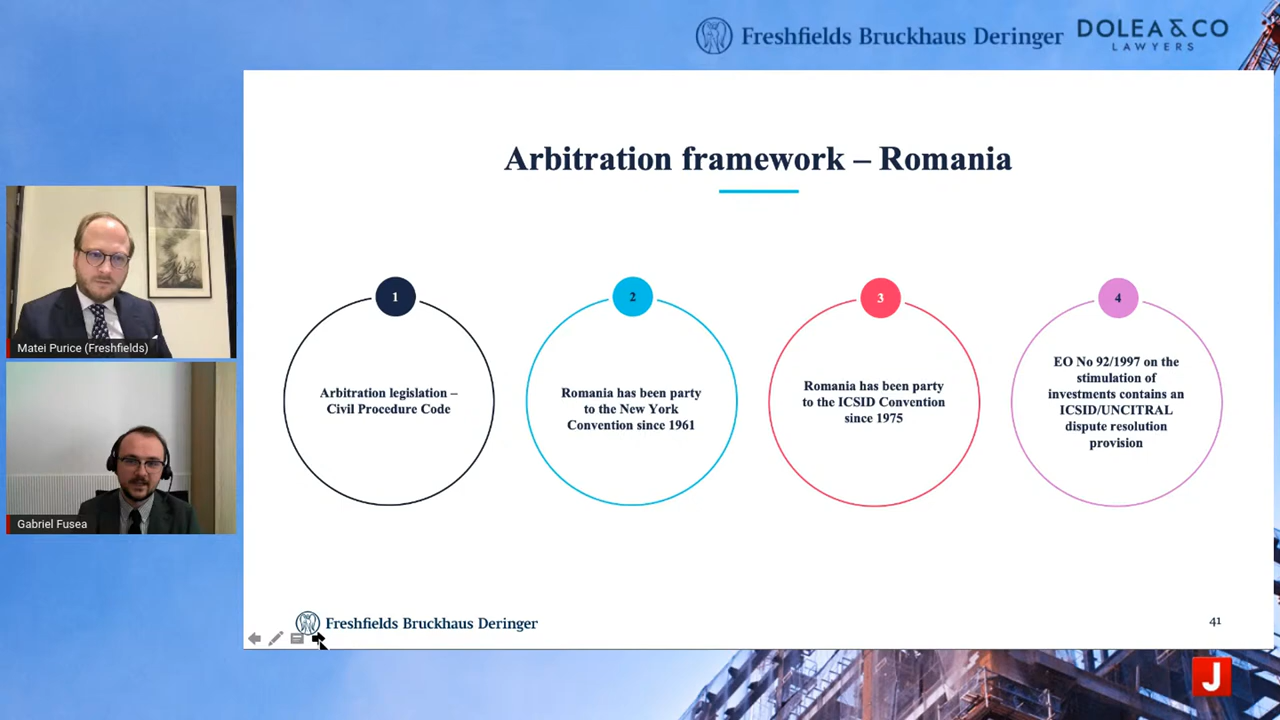 Freshfields Bruckhaus Deringer
DOLEA & CO
LAWYERS
Arbitration framework – Romania
1
Arbitration legislation –
Civil Procedure Code
2
Romania has been party
to the New York
Convention since 1961
3
Romania has been party
to the ICSID Convention
since 1975
4
EO No 92/1997 on the
stimulation of
investments contains an
ICSID/UNCITRAL
dispute resolution
provision
Matei Purice (Freshfields)
Gabriel Fusea
Freshfields Bruckhaus Deringer
41
J